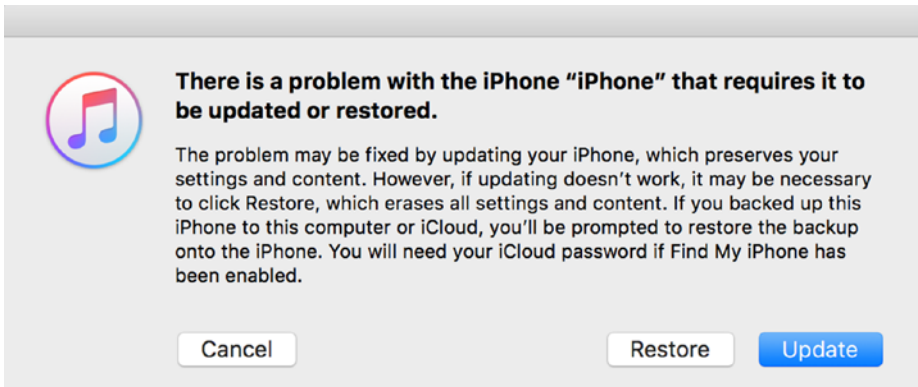 There is a problem with the iPhone “iPhone” that requires it to
be updated or restored.
The problem may be fixed by updating your iPhone, which preserves your
settings and content. However, if updating doesn’t work, it may be necessary
to click Restore, which erases all settings and content. If you backed up this
iPhone to this computer or iCloud, you’ll be prompted to restore the backup
onto the iPhone. You will need your iCloud password if Find My iPhone has
been enabled.
Cancel Restore Update